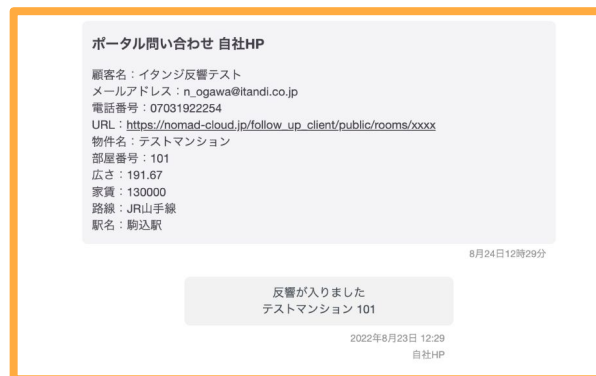 ポータル問い合わせ 自社HP
顧客名：イタンジ反響テスト
メールアドレス：n_ogawa@itandi.co.jp
電話番号：07031922254
URL：https://nomad-cloud.jp/follow_up_client/public/rooms/xxxx
物件名：テストマンション
部屋番号：101
広さ：191.67
家賃：130000
路線：JR山手線
駅名：駒込駅
8月24日12時29分
反響が入りました
テストマンション 101
2022年8月23日 12:29
自社HP